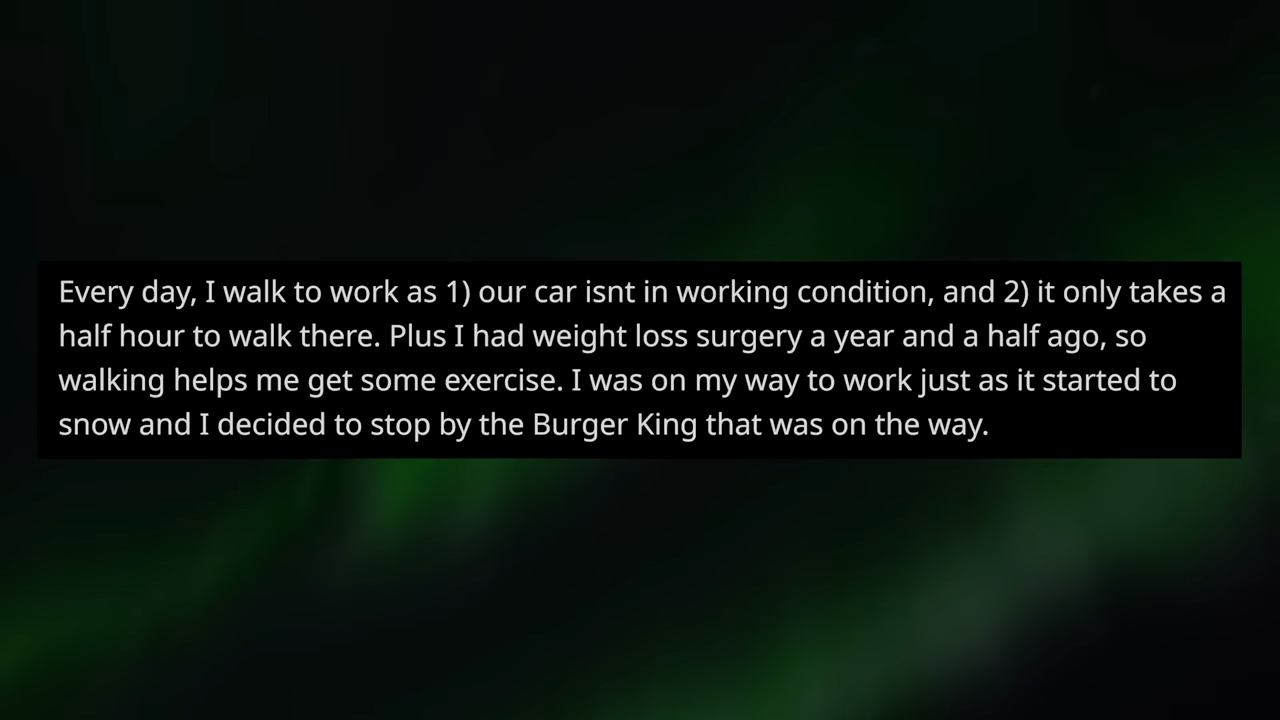 Every day, I walk to work as 1) our car isnt in working condition, and 2) it only takes a
half hour to walk there. Plus I had weight loss surgery a year and a half ago, so
walking helps me get some exercise. I was on my way to work just as it started to
snow and I decided to stop by the Burger King that was on the way.